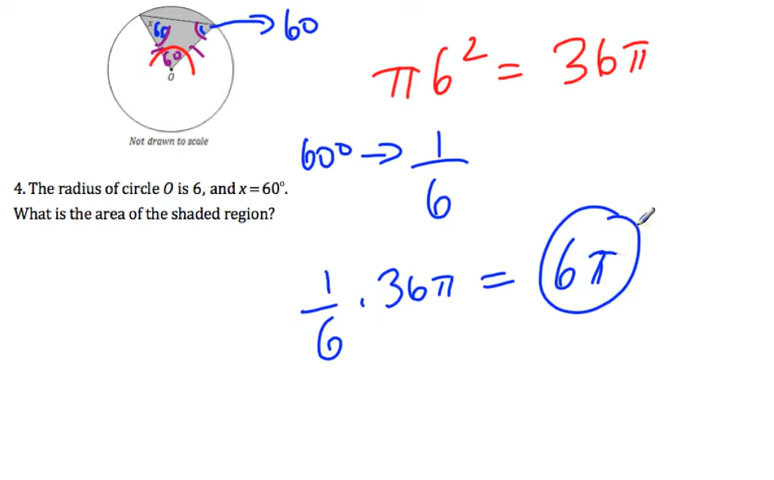 x 60 60
60
O
Not drawn to scale
π6² = 36π
60° → 1/6
4. The radius of circle O is 6, and x = 60°.
What is the area of the shaded region?
1/6 · 36π = 6π